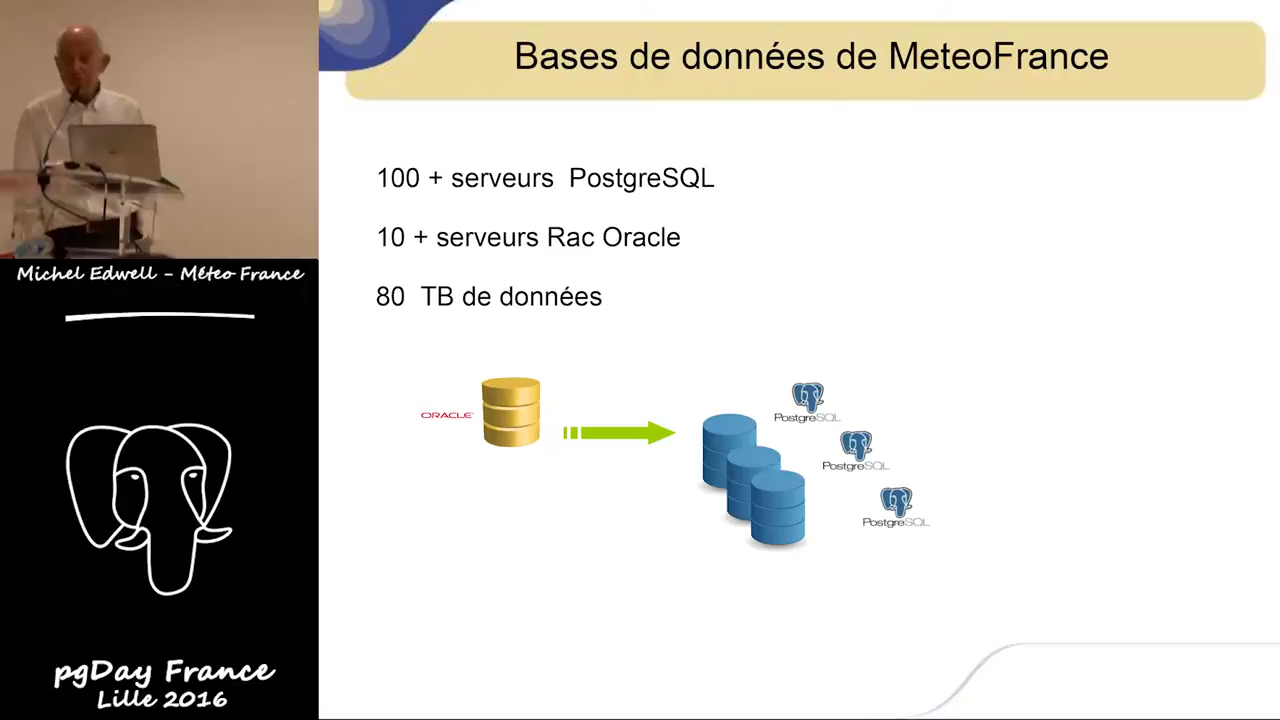 Bases de données de MeteoFrance
100 + serveurs PostgreSQL
10 + serveurs Rac Oracle
80 TB de données
ORACLE
PostgreSQL
PostgreSQL
PostgreSQL
Michel Edwell – Méteo France
pgDay France
Lille 2016